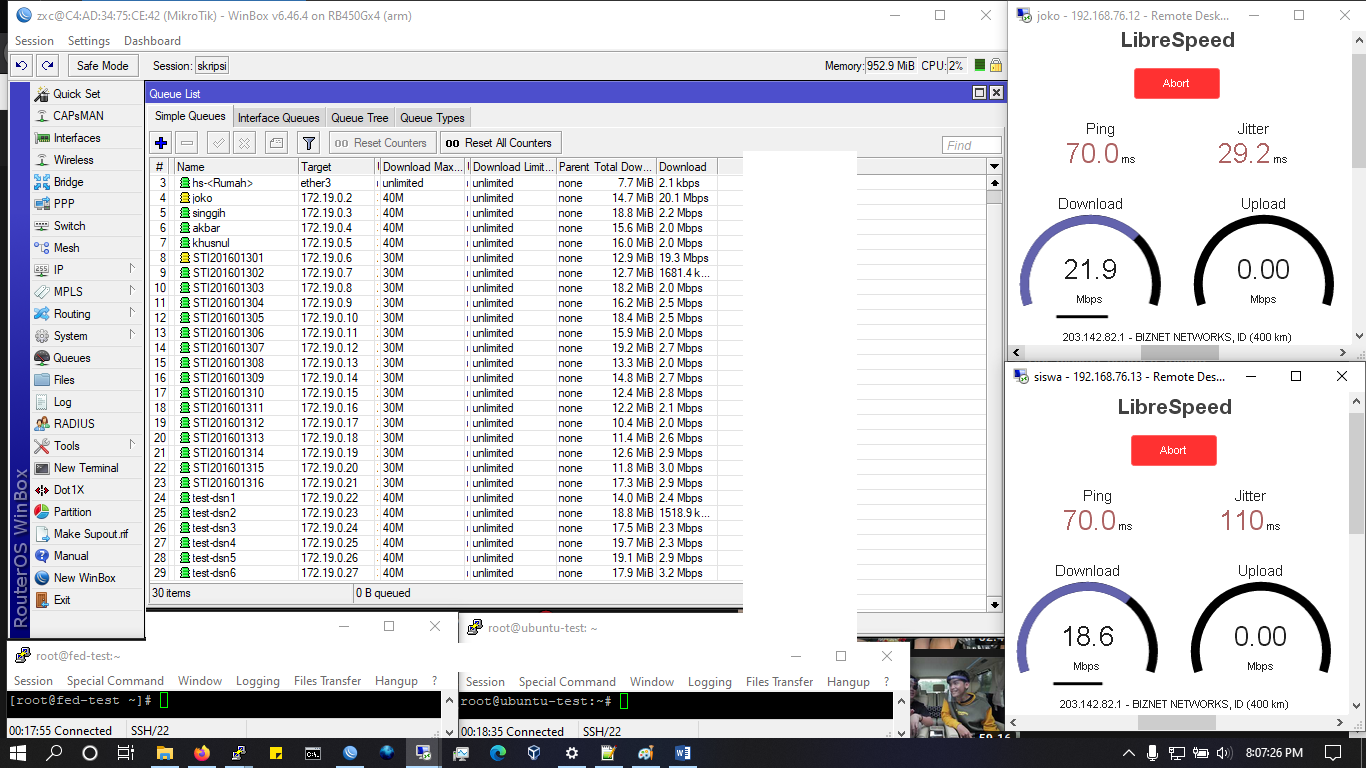 zxc@C4:AD:34:75:CE:42 (MikroTik) - WinBox v6.46.4 on RB450Gx4 (arm)
Session Settings Dashboard
Safe Mode Session: skripsi Memory: 952.9 MiB CPU: 2%
Quick Set
CAPsMAN
Interfaces
Wireless
Bridge
PPP
Switch
Mesh
IP
MPLS
Routing
System
Queues
Files
Log
RADIUS
Tools
New Terminal
Dot1X
Partition
Make Supout.rif
Manual
New WinBox
Exit
RouterOS WinBox
Queue List
Simple Queues Interface Queues Queue Tree Queue Types
00 Reset Counters 00 Reset All Counters Find
# Name Target Download Max... Download Limit... Parent Total Dow... Download
3 hs-<Rumah> ether3 unlimited unlimited none 7.7 MiB 2.1 kbps
4 joko 172.19.0.2 40M unlimited none 14.7 MiB 20.1 Mbps
5 singgih 172.19.0.3 40M unlimited none 18.8 MiB 2.2 Mbps
6 akbar 172.19.0.4 40M unlimited none 15.6 MiB 2.0 Mbps
7 khusnul 172.19.0.5 40M unlimited none 16.0 MiB 2.0 Mbps
8 STI201601301 172.19.0.6 30M unlimited none 12.9 MiB 19.3 Mbps
9 STI201601302 172.19.0.7 30M unlimited none 12.7 MiB 1681.4 k...
10 STI201601303 172.19.0.8 30M unlimited none 18.2 MiB 2.0 Mbps
11 STI201601304 172.19.0.9 30M unlimited none 16.2 MiB 2.5 Mbps
12 STI201601305 172.19.0.10 30M unlimited none 18.4 MiB 2.5 Mbps
13 STI201601306 172.19.0.11 30M unlimited none 15.9 MiB 2.0 Mbps
14 STI201601307 172.19.0.12 30M unlimited none 19.2 MiB 2.7 Mbps
15 STI201601308 172.19.0.13 30M unlimited none 13.3 MiB 2.0 Mbps
16 STI201601309 172.19.0.14 30M unlimited none 14.8 MiB 2.7 Mbps
17 STI201601310 172.19.0.15 30M unlimited none 12.4 MiB 2.8 Mbps
18 STI201601311 172.19.0.16 30M unlimited none 12.2 MiB 2.1 Mbps
19 STI201601312 172.19.0.17 30M unlimited none 10.4 MiB 2.0 Mbps
20 STI201601313 172.19.0.18 30M unlimited none 11.4 MiB 2.6 Mbps
21 STI201601314 172.19.0.19 30M unlimited none 12.6 MiB 2.9 Mbps
22 STI201601315 172.19.0.20 30M unlimited none 11.8 MiB 3.0 Mbps
23 STI201601316 172.19.0.21 30M unlimited none 17.3 MiB 2.9 Mbps
24 test-dsn1 172.19.0.22 40M unlimited none 14.0 MiB 2.4 Mbps
25 test-dsn2 172.19.0.23 40M unlimited none 18.8 MiB 1518.9 k...
26 test-dsn3 172.19.0.24 40M unlimited none 17.5 MiB 2.3 Mbps
27 test-dsn4 172.19.0.25 40M unlimited none 19.7 MiB 2.3 Mbps
28 test-dsn5 172.19.0.26 40M unlimited none 19.1 MiB 2.9 Mbps
29 test-dsn6 172.19.0.27 40M unlimited none 17.9 MiB 3.2 Mbps
30 items 0 B queued
joko - 192.168.76.12 - Remote Desk...
LibreSpeed
Abort
Ping Jitter
70.0 ms 29.2 ms
Download Upload
21.9 0.00
Mbps Mbps
203.142.82.1 - BIZNET NETWORKS, ID (400 km)
siswa - 192.168.76.13 - Remote Des...
LibreSpeed
Abort
Ping Jitter
70.0 ms 110 ms
Download Upload
18.6 0.00
Mbps Mbps
203.142.82.1 - BIZNET NETWORKS, ID (400 km)
root@fed-test:~
Session Special Command Window Logging Files Transfer Hangup ?
[root@fed-test ~]#
00:17:55 Connected SSH/22
root@ubuntu-test: ~
Session Special Command Window Logging Files Transfer Hangup ?
root@ubuntu-test:~#
00:18:35 Connected SSH/22
8:07:26 PM